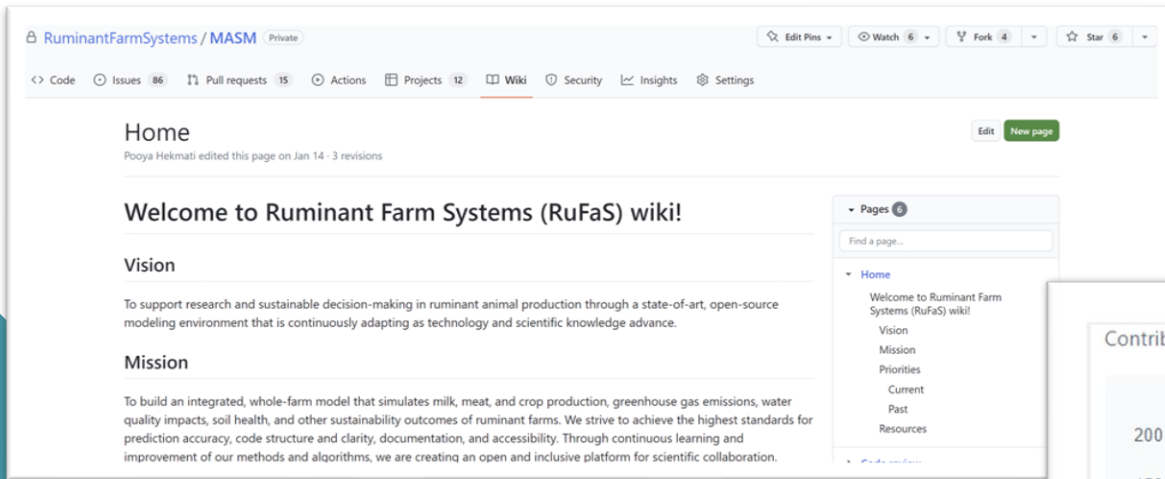 RuminantFarmSystems / MASM Private
Edit Pins Watch 6 Fork 4 Star 6
Code Issues 86 Pull requests 15 Actions Projects 12 Wiki Security Insights Settings
Home
Edit New page
Pooya Hekmati edited this page on Jan 14 · 3 revisions
Welcome to Ruminant Farm Systems (RuFaS) wiki!
Vision
To support research and sustainable decision-making in ruminant animal production through a state-of-art, open-source
modeling environment that is continuously adapting as technology and scientific knowledge advance.
Mission
To build an integrated, whole-farm model that simulates milk, meat, and crop production, greenhouse gas emissions, water
quality impacts, soil health, and other sustainability outcomes of ruminant farms. We strive to achieve the highest standards for
prediction accuracy, code structure and clarity, documentation, and accessibility. Through continuous learning and
improvement of our methods and algorithms, we are creating an open and inclusive platform for scientific collaboration.
Pages 6
Find a page...
Home
Welcome to Ruminant Farm
Systems (RuFaS) wiki!
Vision
Mission
Priorities
Current
Past
Resources
Contrib
200